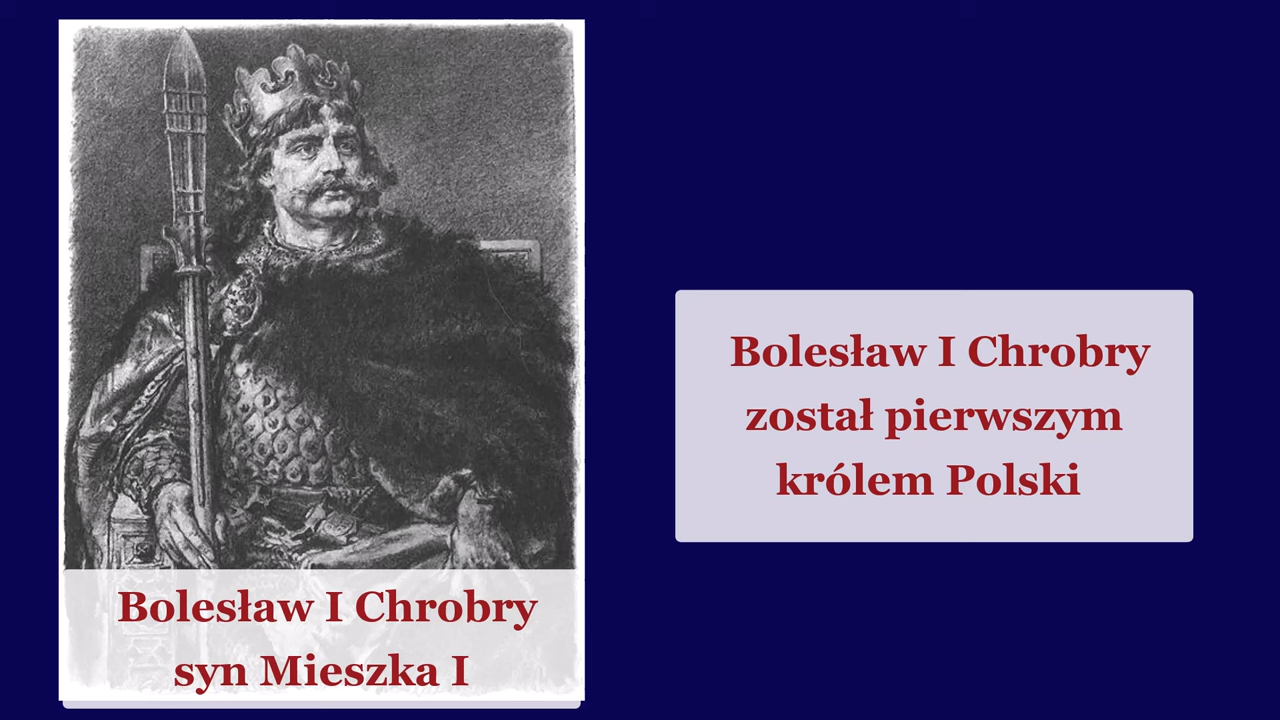 Bolesław I Chrobry
syn Mieszka I
Bolesław I Chrobry
został pierwszym
królem Polski